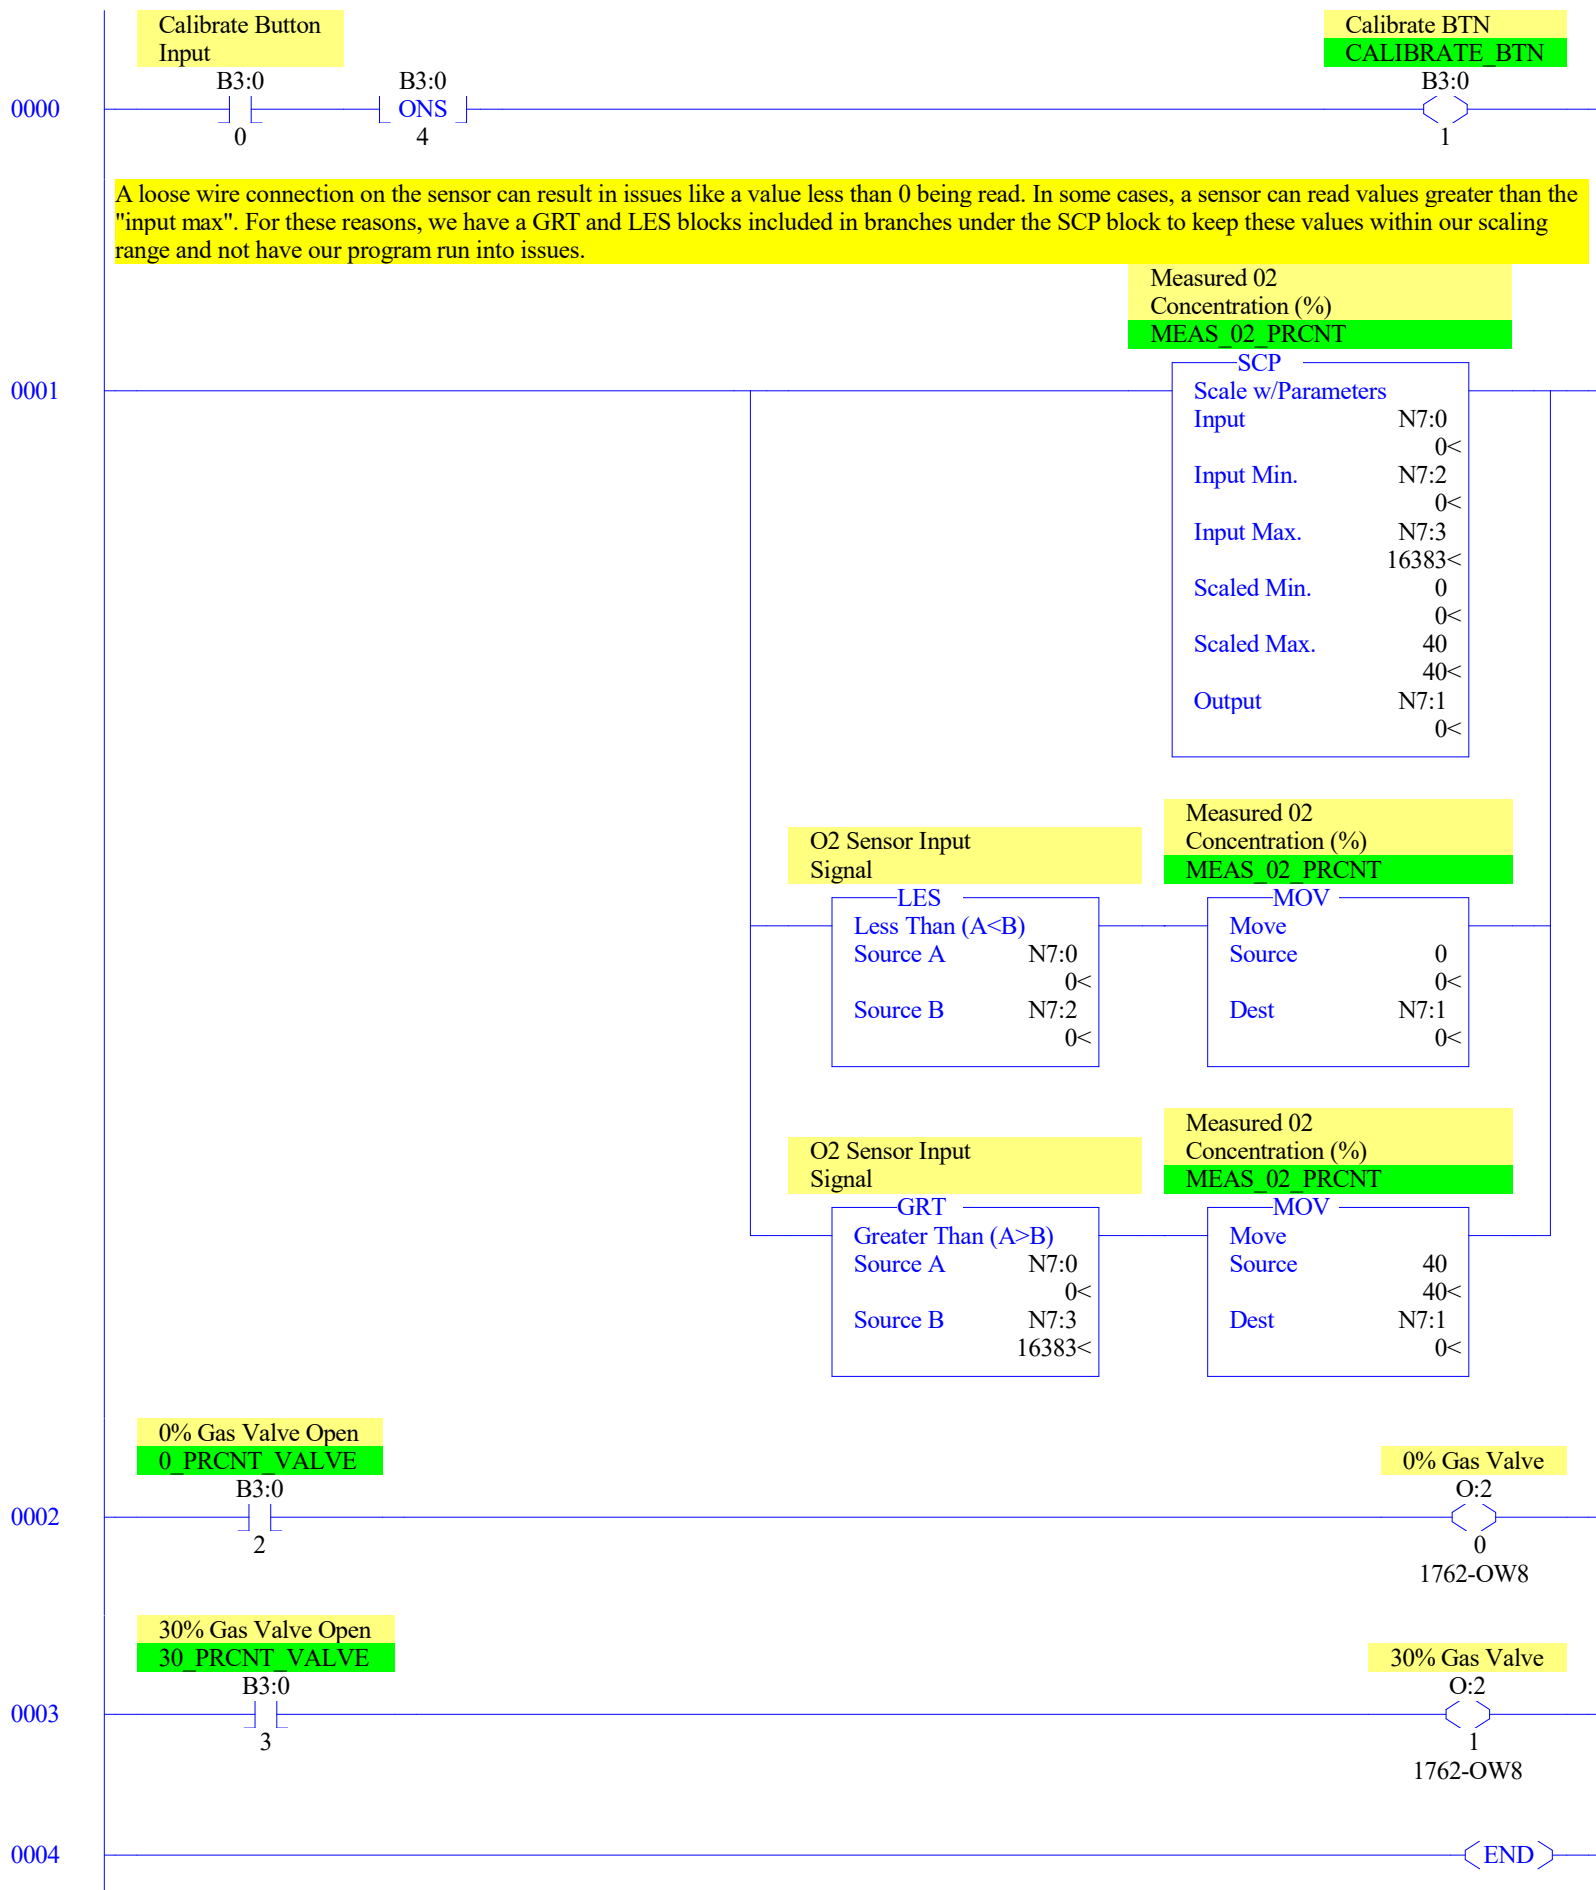 Calibrate Button
Input
B3:0
0
B3:0
ONS
4
Calibrate BTN
CALIBRATE_BTN
B3:0
1
0000
A loose wire connection on the sensor can result in issues like a value less than 0 being read. In some cases, a sensor can read values greater than the
"input max". For these reasons, we have a GRT and LES blocks included in branches under the SCP block to keep these values within our scaling
range and not have our program run into issues.
0001
Measured 02
Concentration (%)
MEAS_02_PRCNT
SCP
Scale w/Parameters
Input N7:0
0<
Input Min. N7:2
0<
Input Max. N7:3
16383<
Scaled Min. 0
0<
Scaled Max. 40
40<
Output N7:1
0<
O2 Sensor Input
Signal
LES
Less Than (A<B)
Source A N7:0
0<
Source B N7:2
0<
Measured 02
Concentration (%)
MEAS_02_PRCNT
MOV
Move
Source 0
0<
Dest N7:1
0<
O2 Sensor Input
Signal
GRT
Greater Than (A>B)
Source A N7:0
0<
Source B N7:3
16383<
Measured 02
Concentration (%)
MEAS_02_PRCNT
MOV
Move
Source 40
40<
Dest N7:1
0<
0002
0% Gas Valve Open
0_PRCNT_VALVE
B3:0
2
0% Gas Valve
O:2
0
1762-OW8
0003
30% Gas Valve Open
30_PRCNT_VALVE
B3:0
3
30% Gas Valve
O:2
1
1762-OW8
0004
END